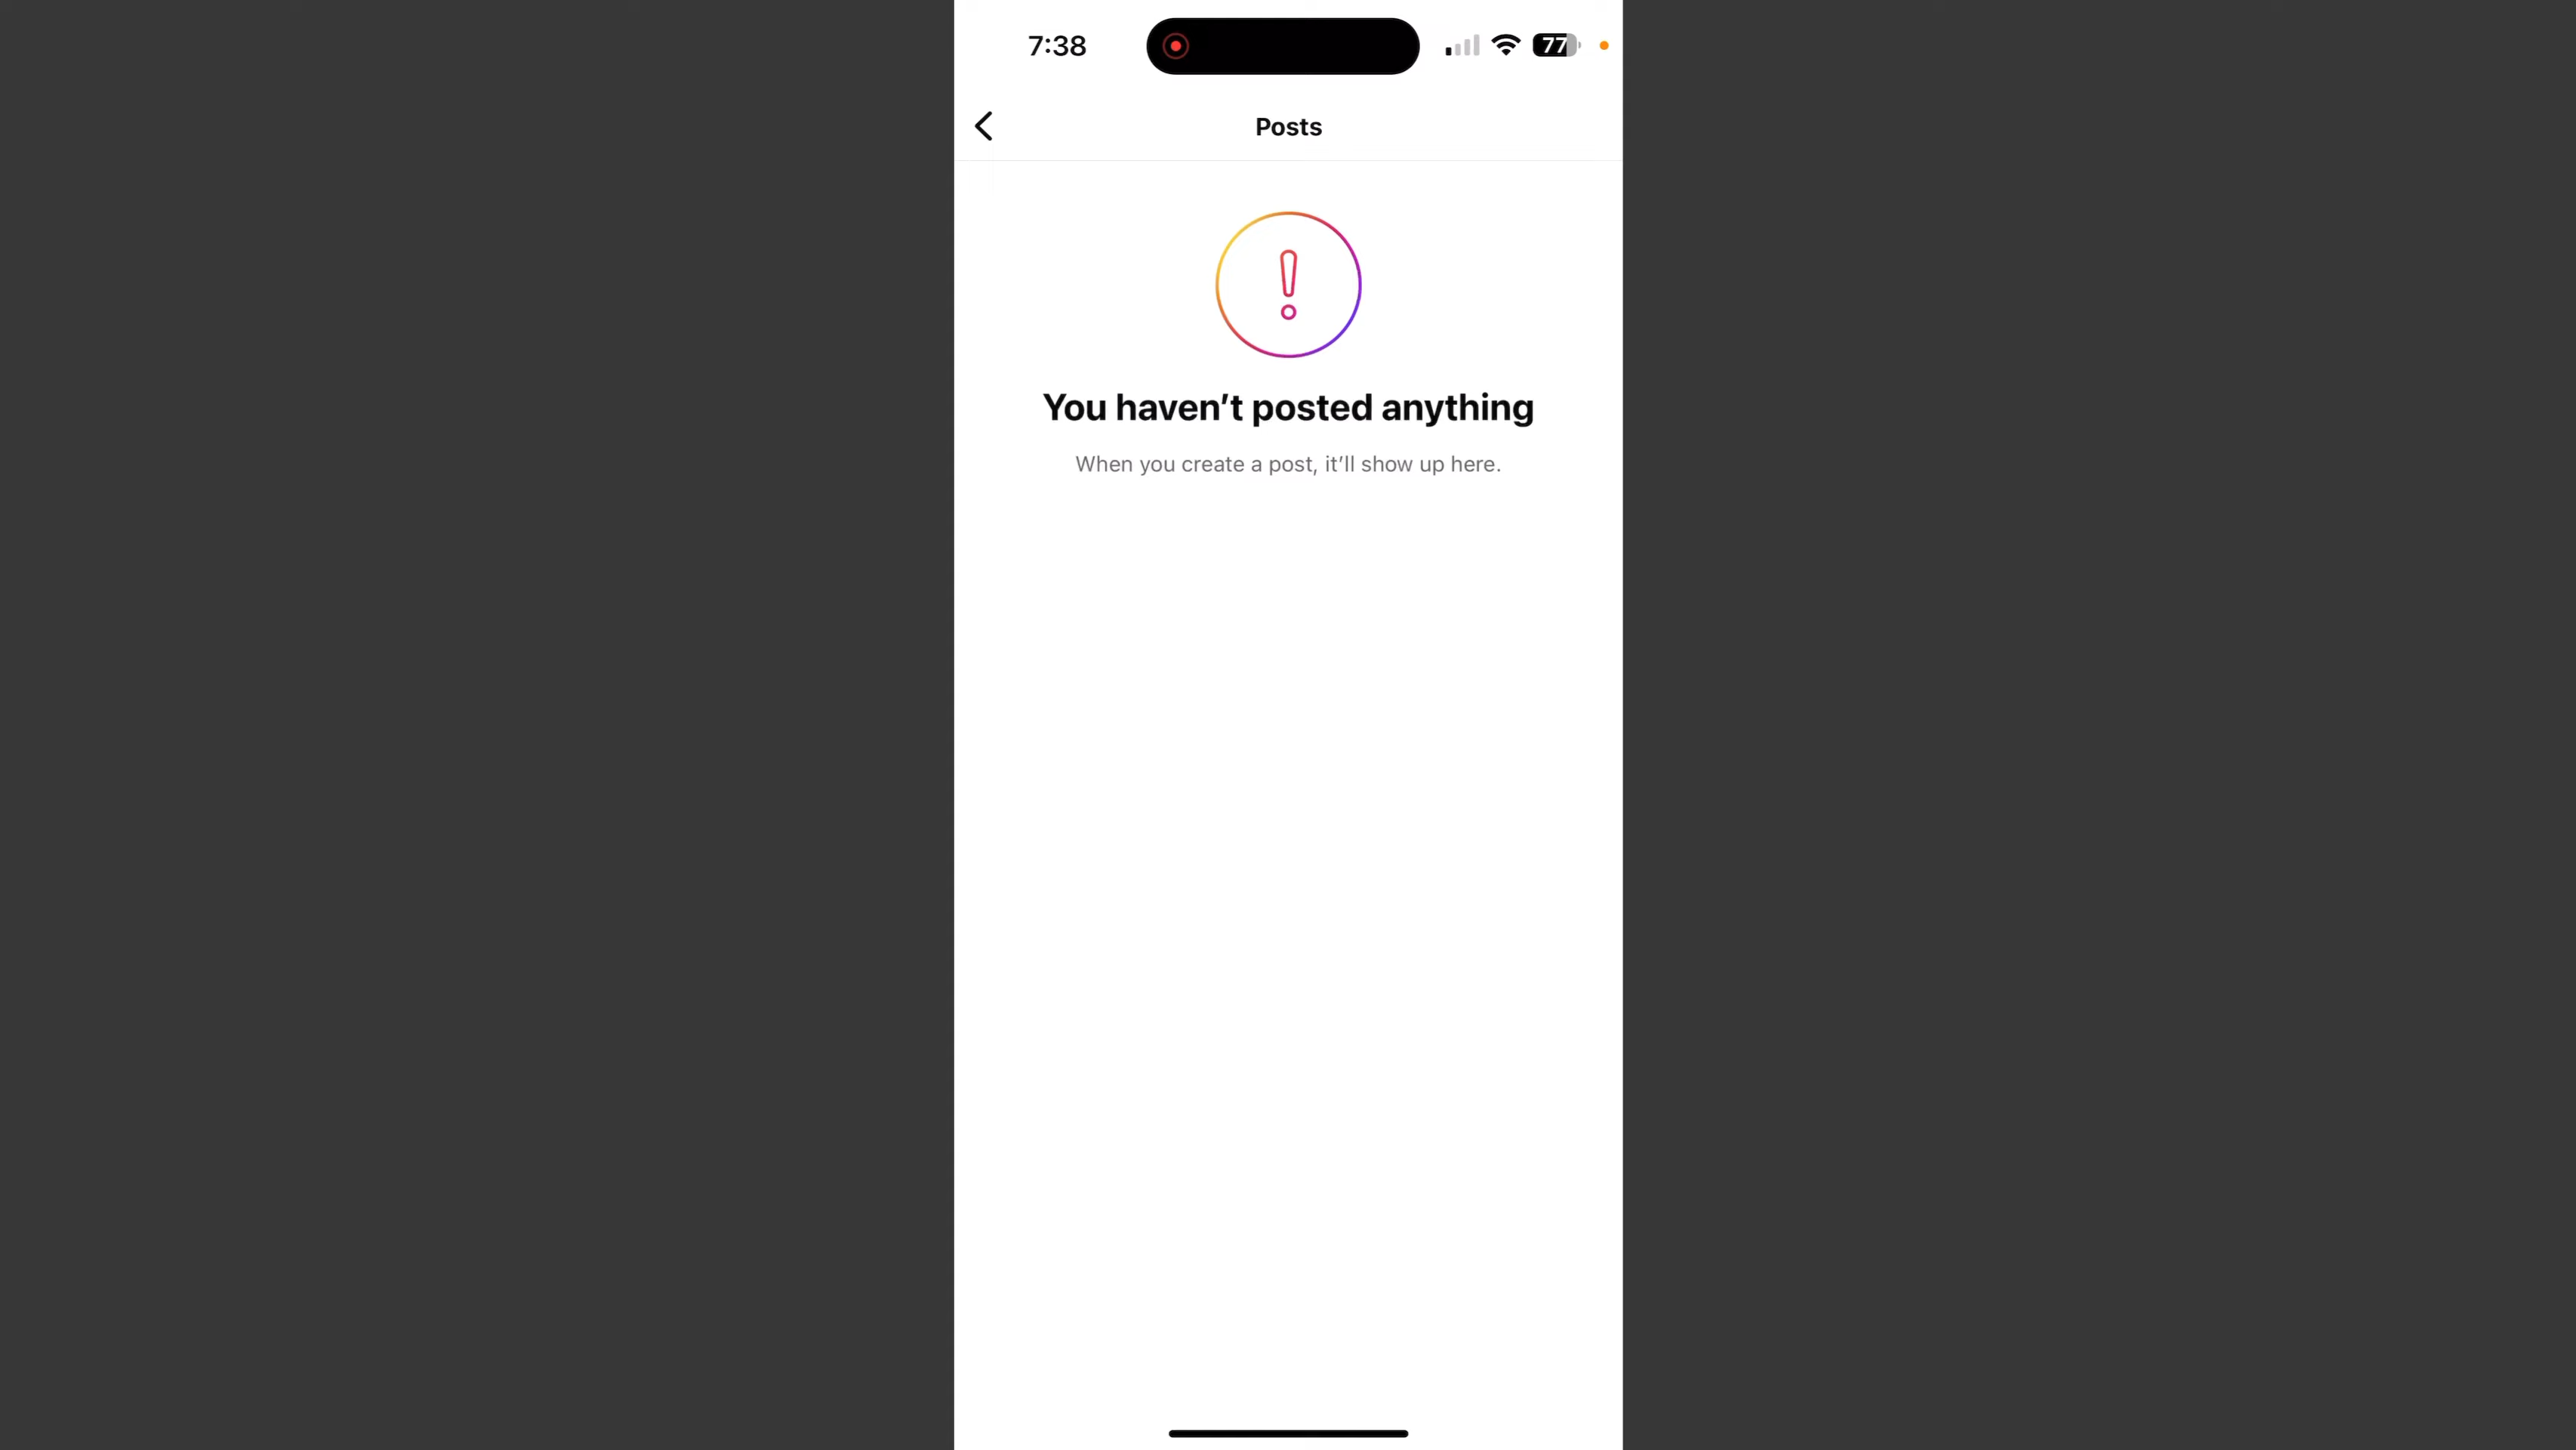 7:38
77
Posts
You haven’t posted anything
When you create a post, it’ll show up here.